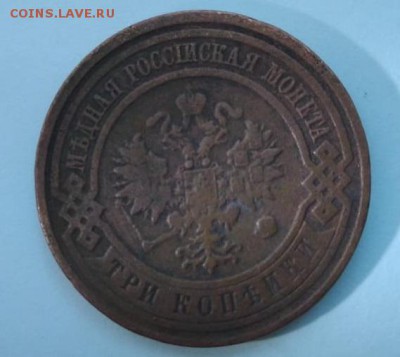 COINS.LAVE.RU
МѢДНАЯ РОССІЙСКАЯ МОНЕТА
ТРИ КОПѢЙКИ